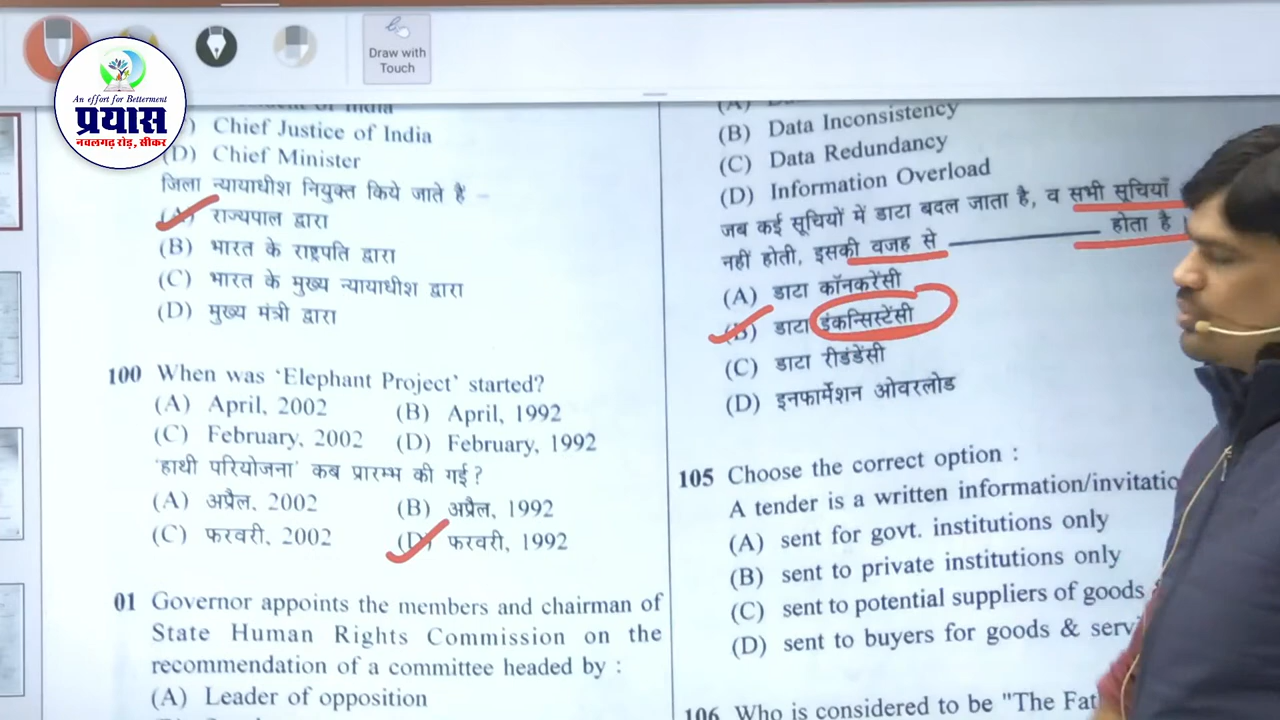 Draw with
Touch
An effort for Betterment
प्रयास
नवलगढ़ रोड़, सीकर
of India
Chief Justice of India
(D) Chief Minister
जिला न्यायाधीश नियुक्त किये जाते हैं –
(A) राज्यपाल द्वारा
(B) भारत के राष्ट्रपति द्वारा
(C) भारत के मुख्य न्यायाधीश द्वारा
(D) मुख्य मंत्री द्वारा
100 When was ‘Elephant Project’ started?
(A) April, 2002 (B) April, 1992
(C) February, 2002 (D) February, 1992
'हाथी परियोजना' कब प्रारम्भ की गई ?
(A) अप्रैल, 2002 (B) अप्रैल, 1992
(C) फरवरी, 2002 (D) फरवरी, 1992
01 Governor appoints the members and chairman of
State Human Rights Commission on the
recommendation of a committee headed by :
(A) Leader of opposition
(A)
(B) Data Inconsistency
(C) Data Redundancy
(D) Information Overload
जब कई सूचियों में डाटा बदल जाता है, व सभी सूचियाँ
नहीं होती, इसकी वजह से ____________ होता है।
(A) डाटा कॉनकरेंसी
(B) डाटा इंकन्सिस्टेंसी
(C) डाटा रीडंडेंसी
(D) इनफार्मेशन ओवरलोड
105 Choose the correct option :
A tender is a written information/invitatio
(A) sent for govt. institutions only
(B) sent to private institutions only
(C) sent to potential suppliers of goods
(D) sent to buyers for goods & serv
106 Who is considered to be "The Fat